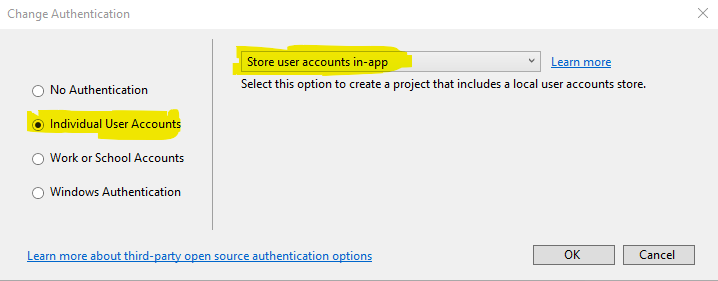 Change Authentication
Store user accounts in-app
Learn more
Select this option to create a project that includes a local user accounts store.
No Authentication
Individual User Accounts
Work or School Accounts
Windows Authentication
Learn more about third-party open source authentication options
OK
Cancel